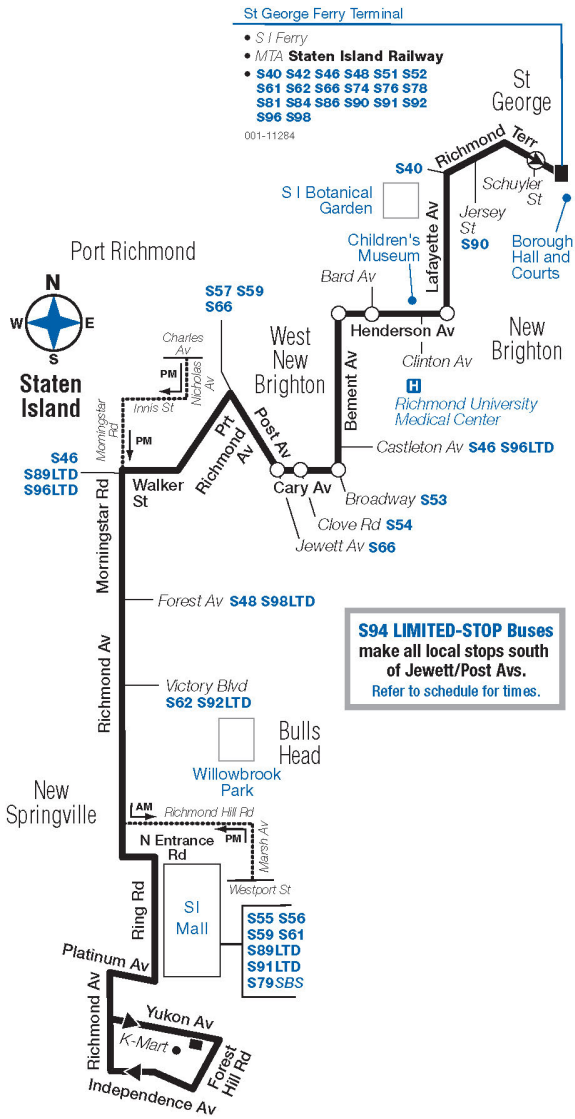 St George Ferry Terminal
• S I Ferry
• MTA Staten Island Railway
• S40 S42 S46 S48 S51 S52
S61 S62 S66 S74 S76 S78
S81 S84 S86 S90 S91 S92
S96 S98
001-11284
St
George
Richmond Terr
S40
Schuyler
St
S I Botanical
Garden
Lafayette Av
Jersey
St
S90
Borough
Hall and
Courts
Children's
Museum
Port Richmond
Bard Av
S57 S59
S66
N
W
E
S
Henderson Av
New
Brighton
West
New
Brighton
Charles
Av
PM
Nicholas
Av
Clinton Av
Staten
Island
Bement Av
H
Richmond University
Medical Center
Innis St
Morningstar
Rd
PM
Prt
Richmond
Av
Post Av
Castleton Av S46 S96LTD
S46
S89LTD
S96LTD
Walker
St
Cary Av
Broadway S53
Clove Rd S54
Jewett Av S66
Morningstar Rd
Forest Av S48 S98LTD
S94 LIMITED-STOP Buses
make all local stops south
of Jewett/Post Avs.
Refer to schedule for times.
Richmond Av
Victory Blvd
S62 S92LTD
Bulls
Head
Willowbrook
Park
New
Springville
AM
Richmond Hill Rd
PM
Marsh Av
N Entrance
Rd
Westport St
Ring Rd
SI
Mall
S55 S56
S59 S61
S89LTD
S91LTD
S79SBS
Platinum Av
Richmond Av
Yukon Av
K-Mart
Forest
Hill Rd
Independence Av